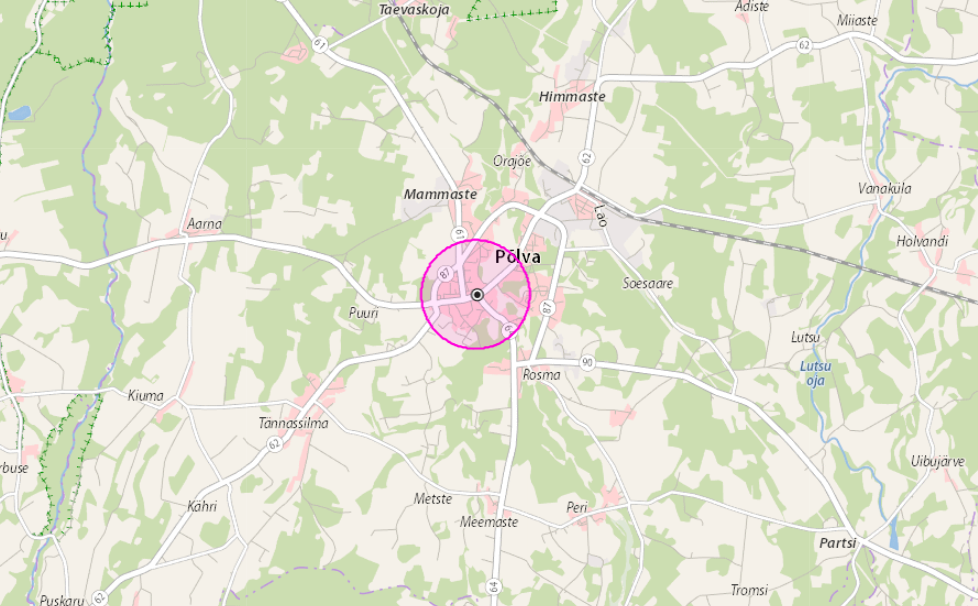 Taevaskoja
Adiste
Miiaste
61
62
Himmaste
Orajõe
62
Vanaküla
Mammaste
Lao
Aarna
61
Holvandi
Põlva
87
Soesaare
Puuri
87
Lutsu
Rosma
90
Lutsu
oja
Kiuma
Tännassilma
62
Uibujärve
Metste
Kähri
Peri
Meemaste
Partsi
64
Tromsi
62
Puskaru